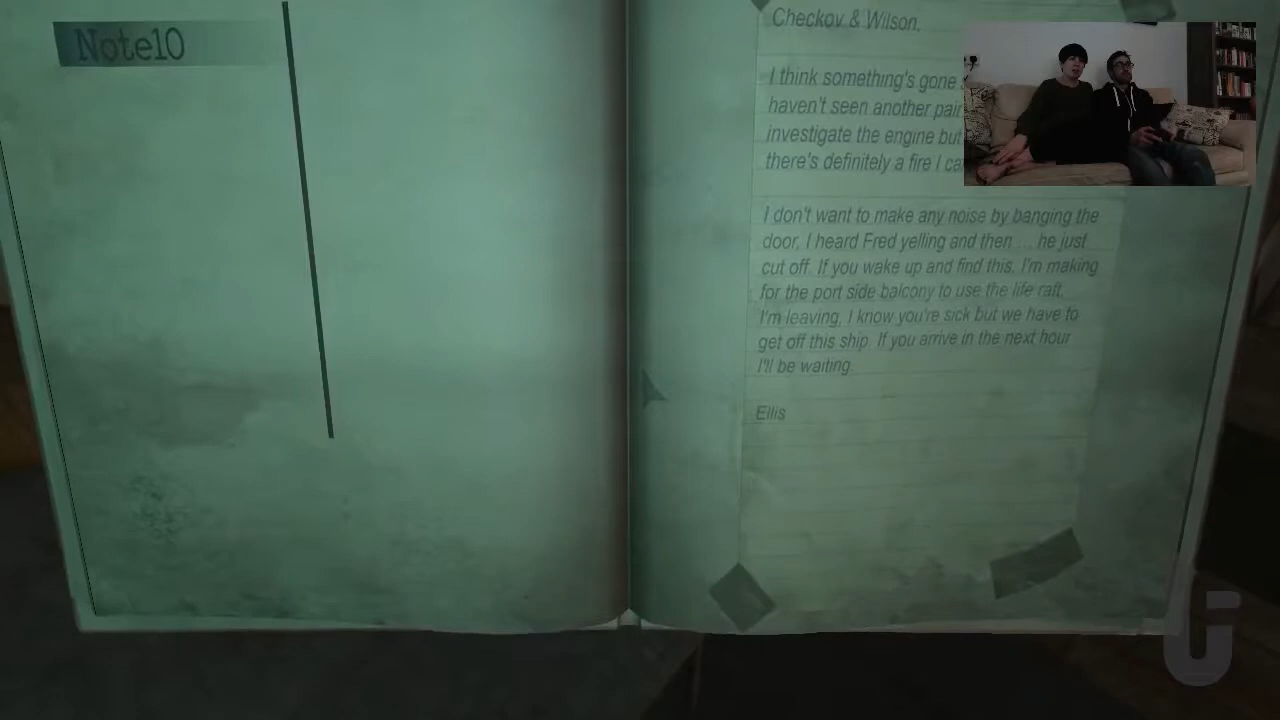 Note10
Checkov & Wilson,
I think something's gone
haven't seen another pair
investigate the engine but
there's definitely a fire I ca
I don't want to make any noise by banging the
door, I heard Fred yelling and then ... he just
cut off. If you wake up and find this, I'm making
for the port side balcony to use the life raft.
I'm leaving, I know you're sick but we have to
get off this ship. If you arrive in the next hour
I'll be waiting.
Ellis